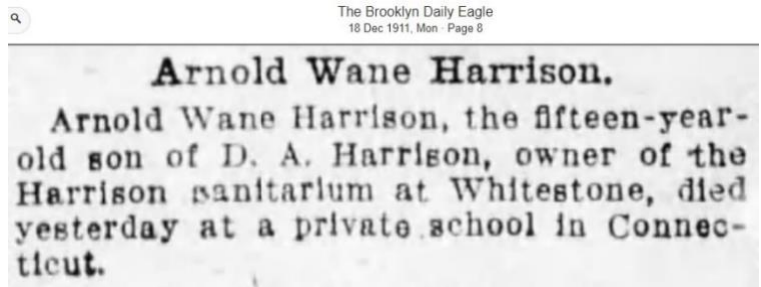 The Brooklyn Daily Eagle
18 Dec 1911, Mon · Page 8
Arnold Wane Harrison.
Arnold Wane Harrison, the fifteen-year-
old son of D. A. Harrison, owner of the
Harrison sanitarium at Whitestone, died
yesterday at a private school in Connec-
ticut.